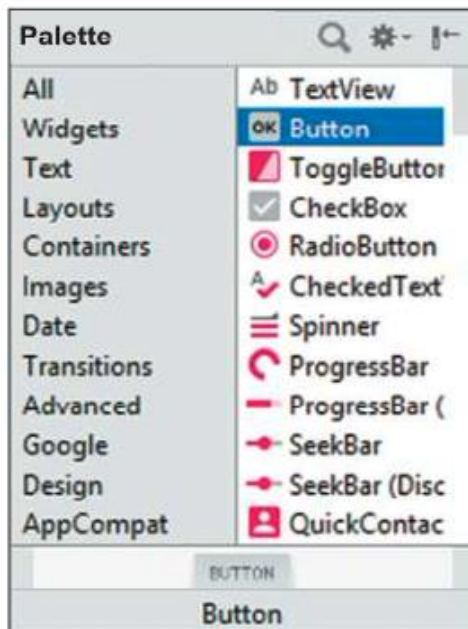 Palette
All
Widgets
Text
Layouts
Containers
Images
Date
Transitions
Advanced
Google
Design
AppCompat
Ab TextView
OK Button
ToggleButtor
CheckBox
RadioButton
A CheckedText
Spinner
ProgressBar
ProgressBar (
SeekBar
SeekBar (Disc
QuickContac
BUTTON
Button